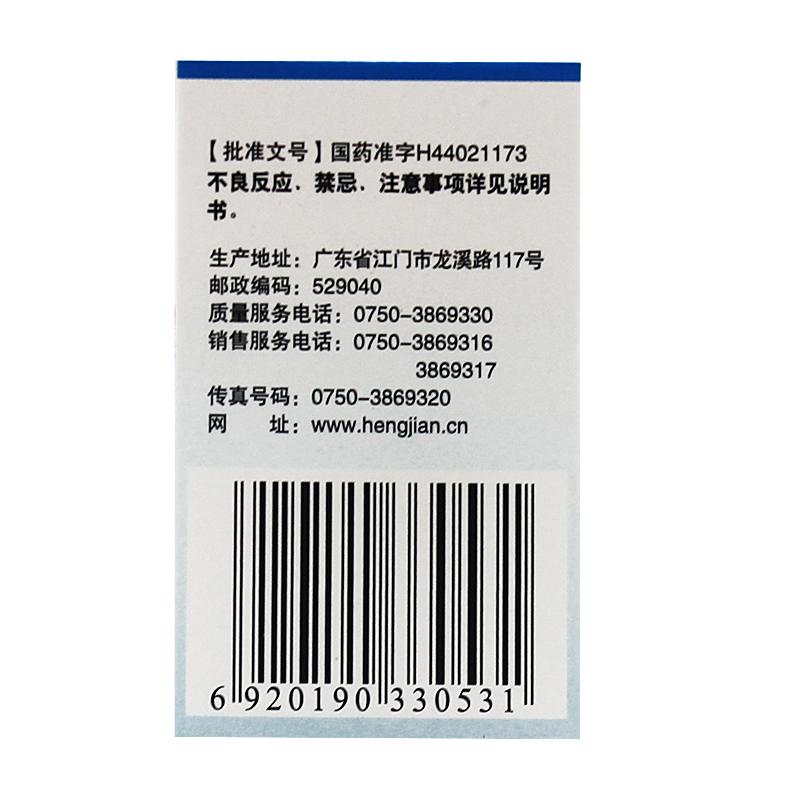 【批准文号】国药准字H44021173
不良反应、禁忌、注意事项详见说明
书。
生产地址：广东省江门市龙溪路117号
邮政编码：529040
质量服务电话：0750-3869330
销售服务电话：0750-3869316
3869317
传真号码：0750-3869320
网　　址：www.hengjian.cn
6 920190 330531